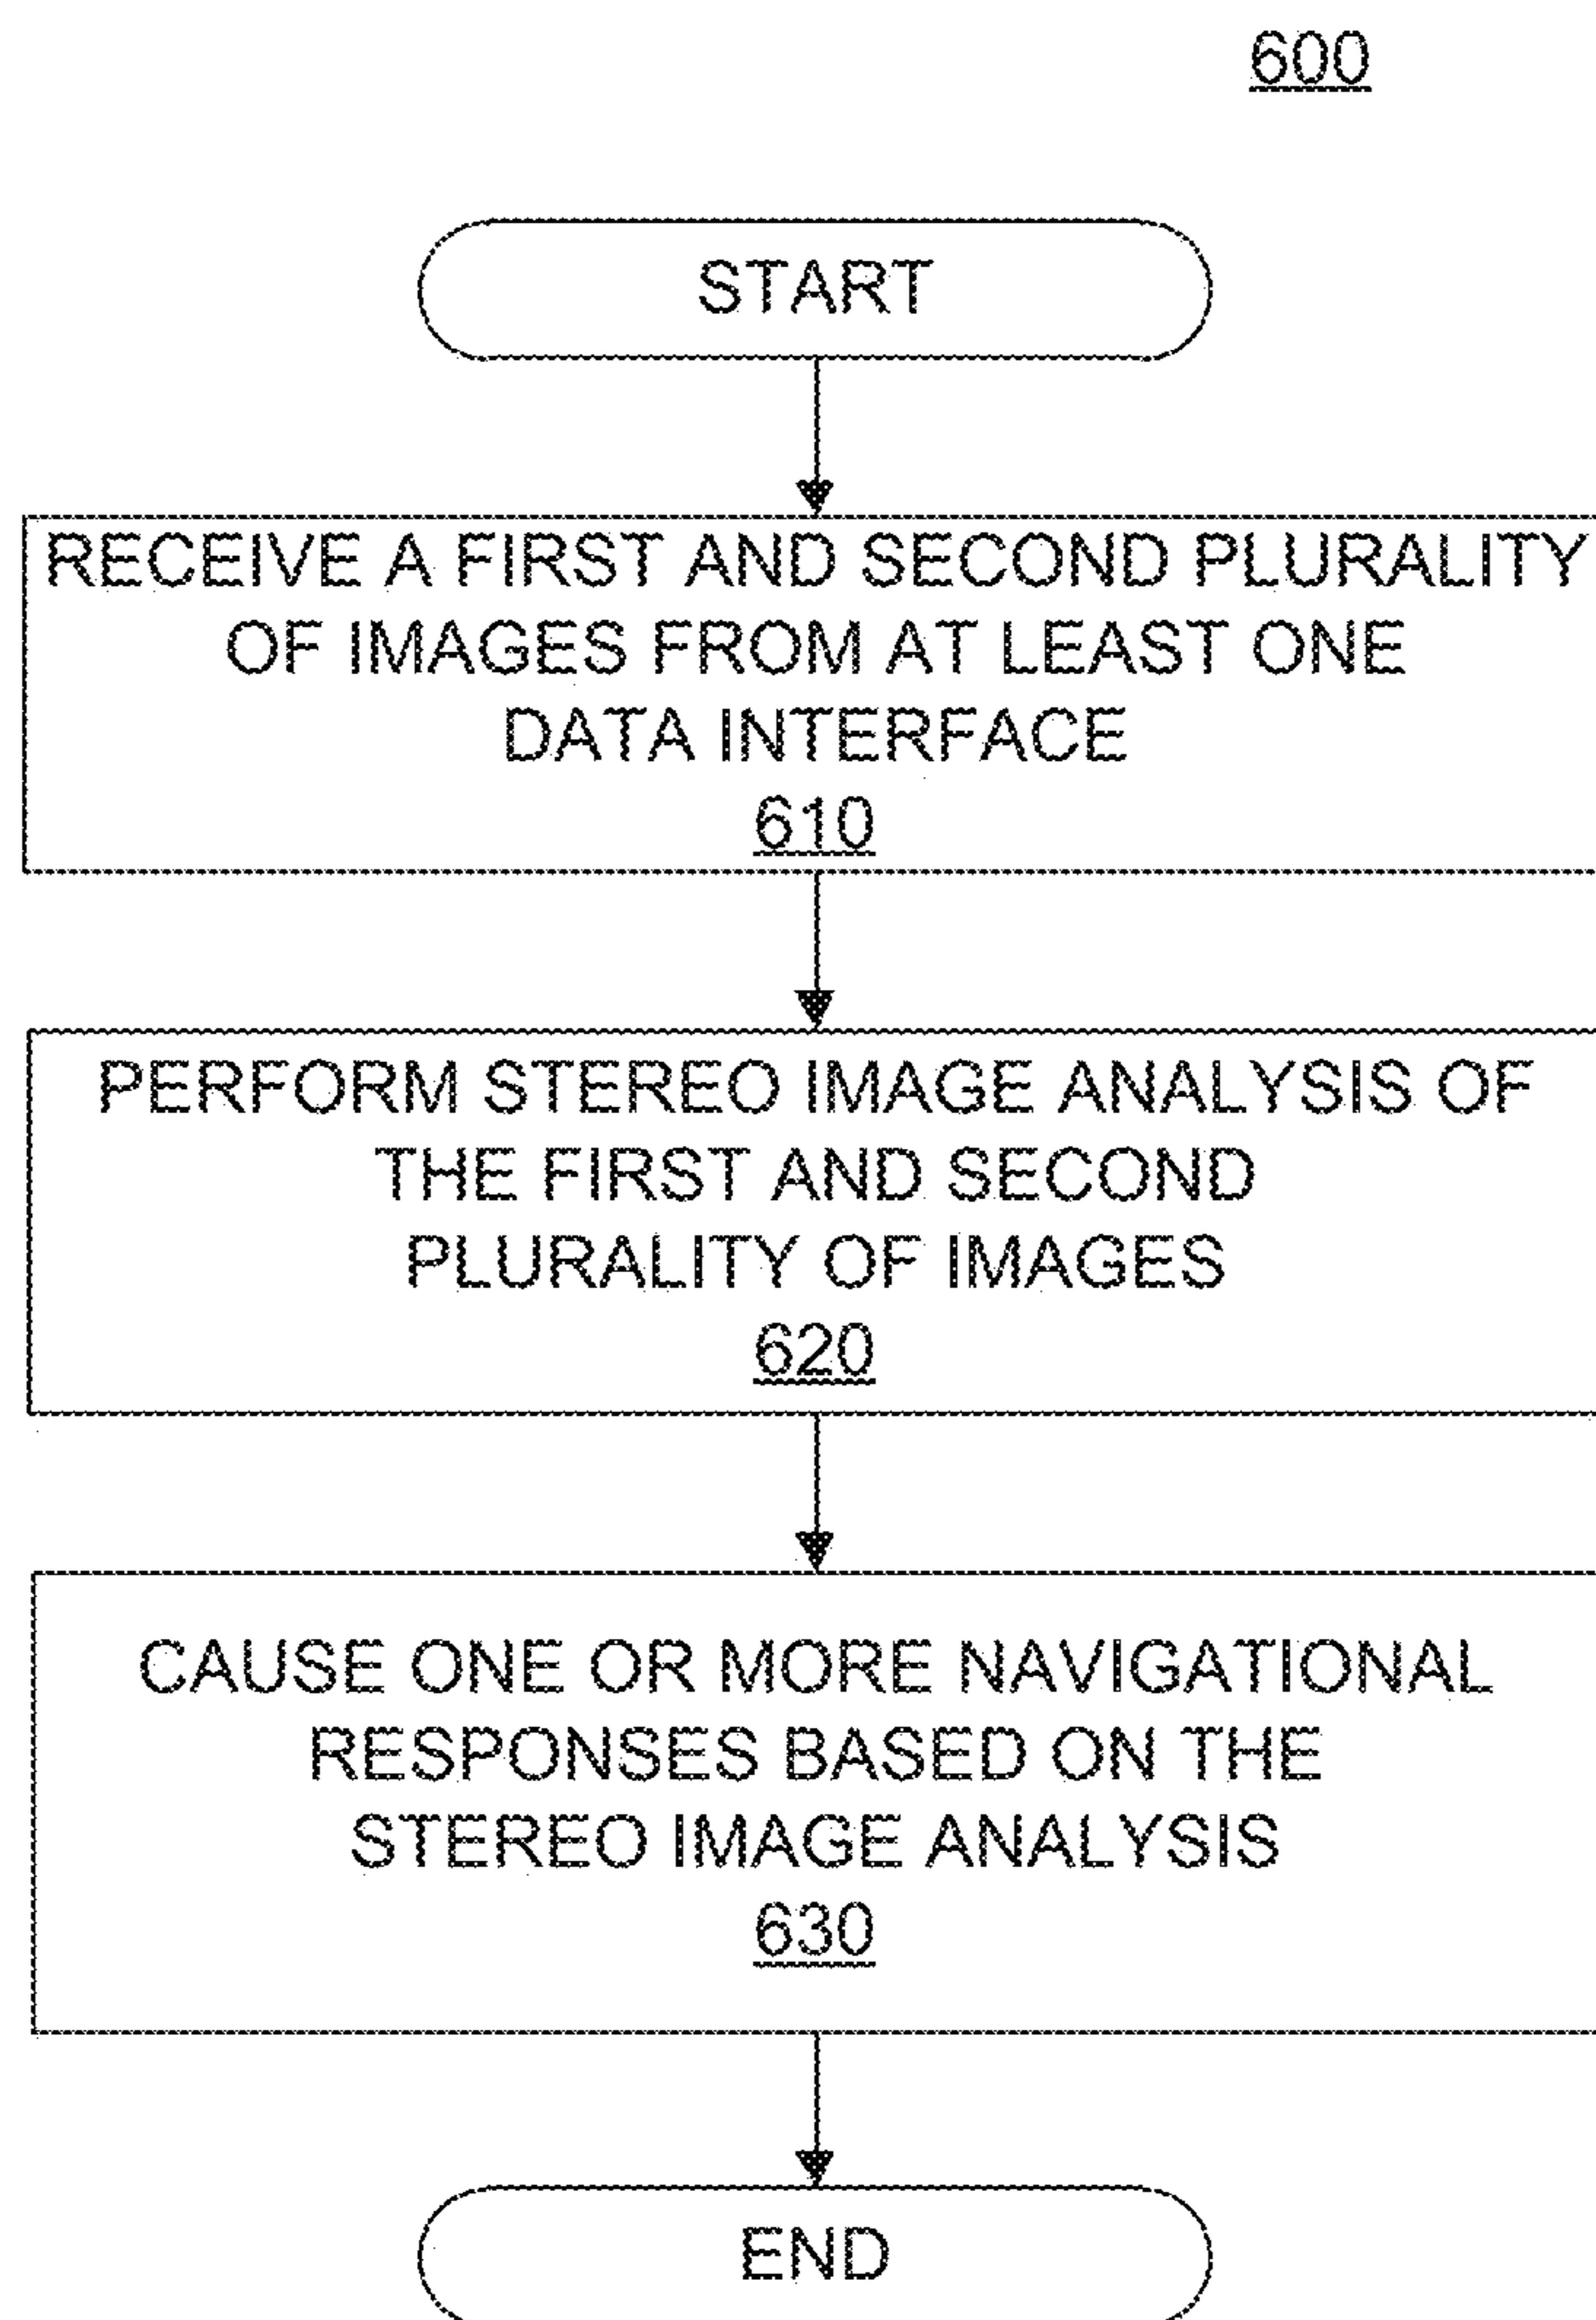 600
START
RECEIVE A FIRST AND SECOND PLURALITY
OF IMAGES FROM AT LEAST ONE
DATA INTERFACE
610
PERFORM STEREO IMAGE ANALYSIS OF
THE FIRST AND SECOND
PLURALITY OF IMAGES
620
CAUSE ONE OR MORE NAVIGATIONAL
RESPONSES BASED ON THE
STEREO IMAGE ANALYSIS
630
END